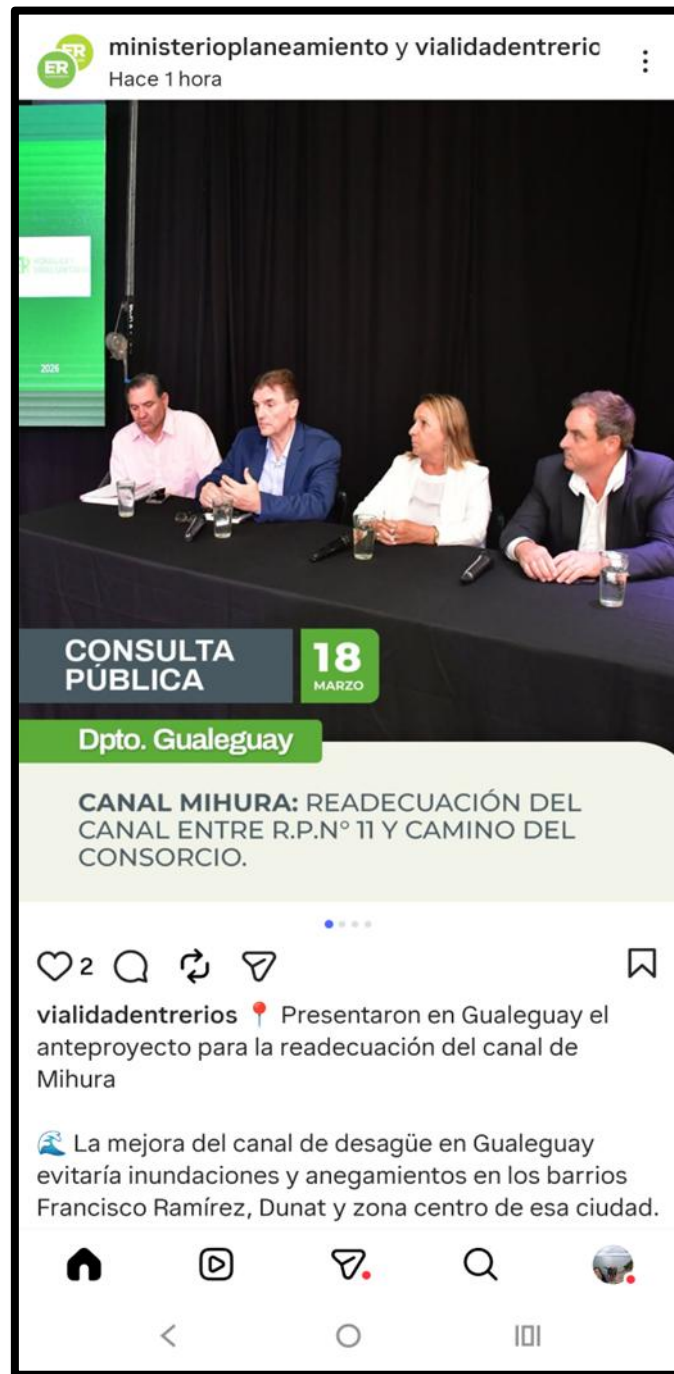 ministerioplaneamiento y vialidadentrerio
Hace 1 hora
ER
ER
2026
CONSULTA
PÚBLICA
18
MARZO
Dpto. Gualeguay
CANAL MIHURA: READECUACIÓN DEL
CANAL ENTRE R.P.N° 11 Y CAMINO DEL
CONSORCIO.
2
vialidadentrerios 📍 Presentaron en Gualeguay el
anteproyecto para la readecuación del canal de
Mihura
🌊 La mejora del canal de desagüe en Gualeguay
evitaría inundaciones y anegamientos en los barrios
Francisco Ramírez, Dunat y zona centro de esa ciudad.